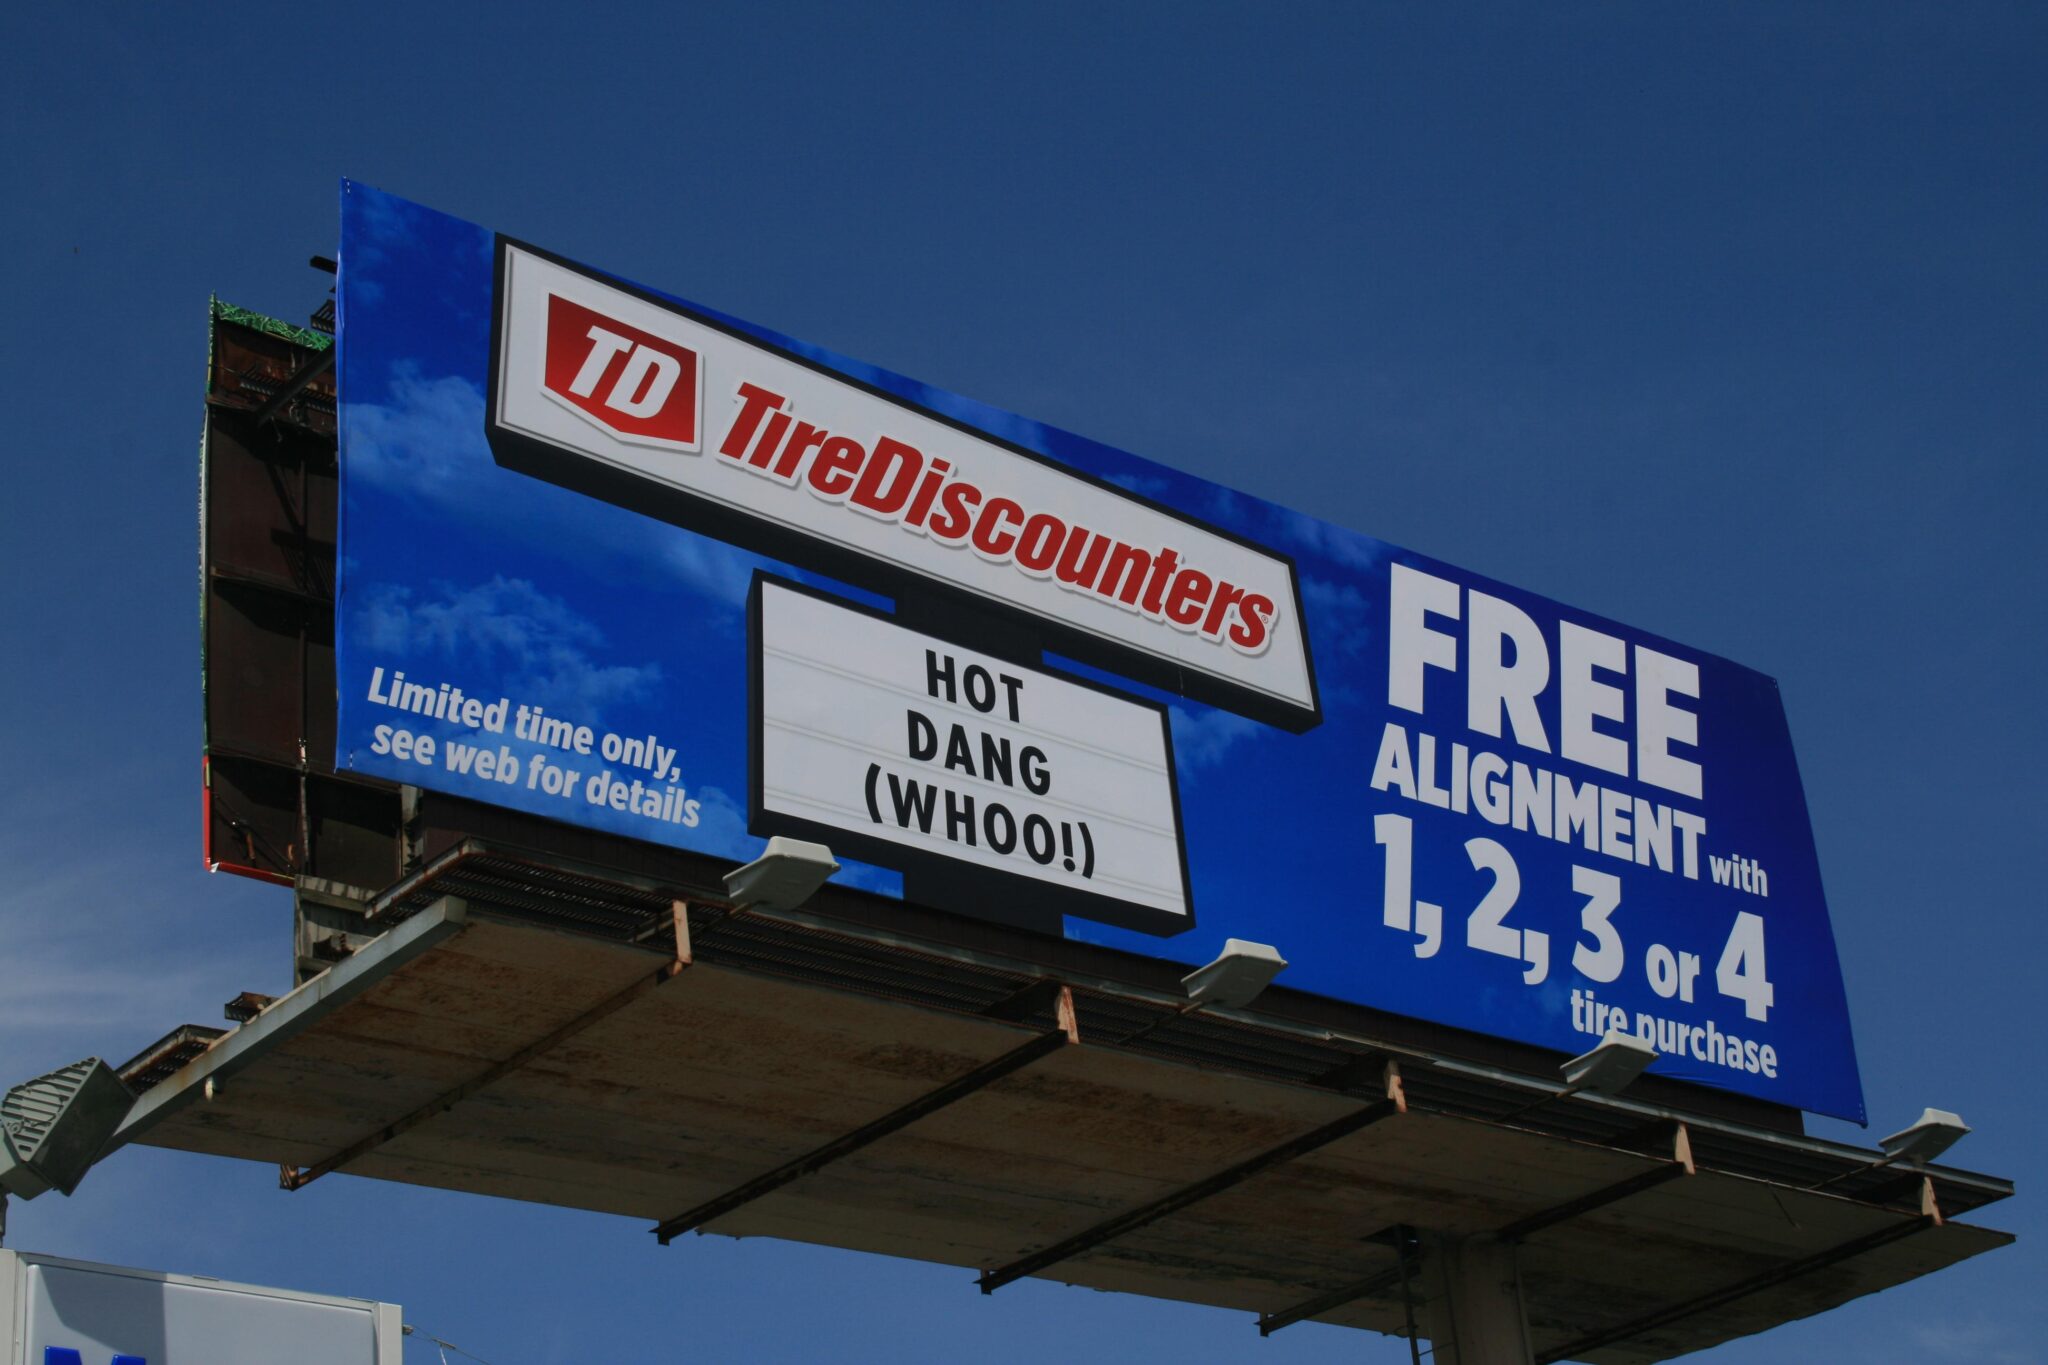 TD TireDiscounters®
HOT
DANG
(WHOO!)
Limited time only,
see web for details
FREE
ALIGNMENT with
1, 2, 3 or 4
tire purchase